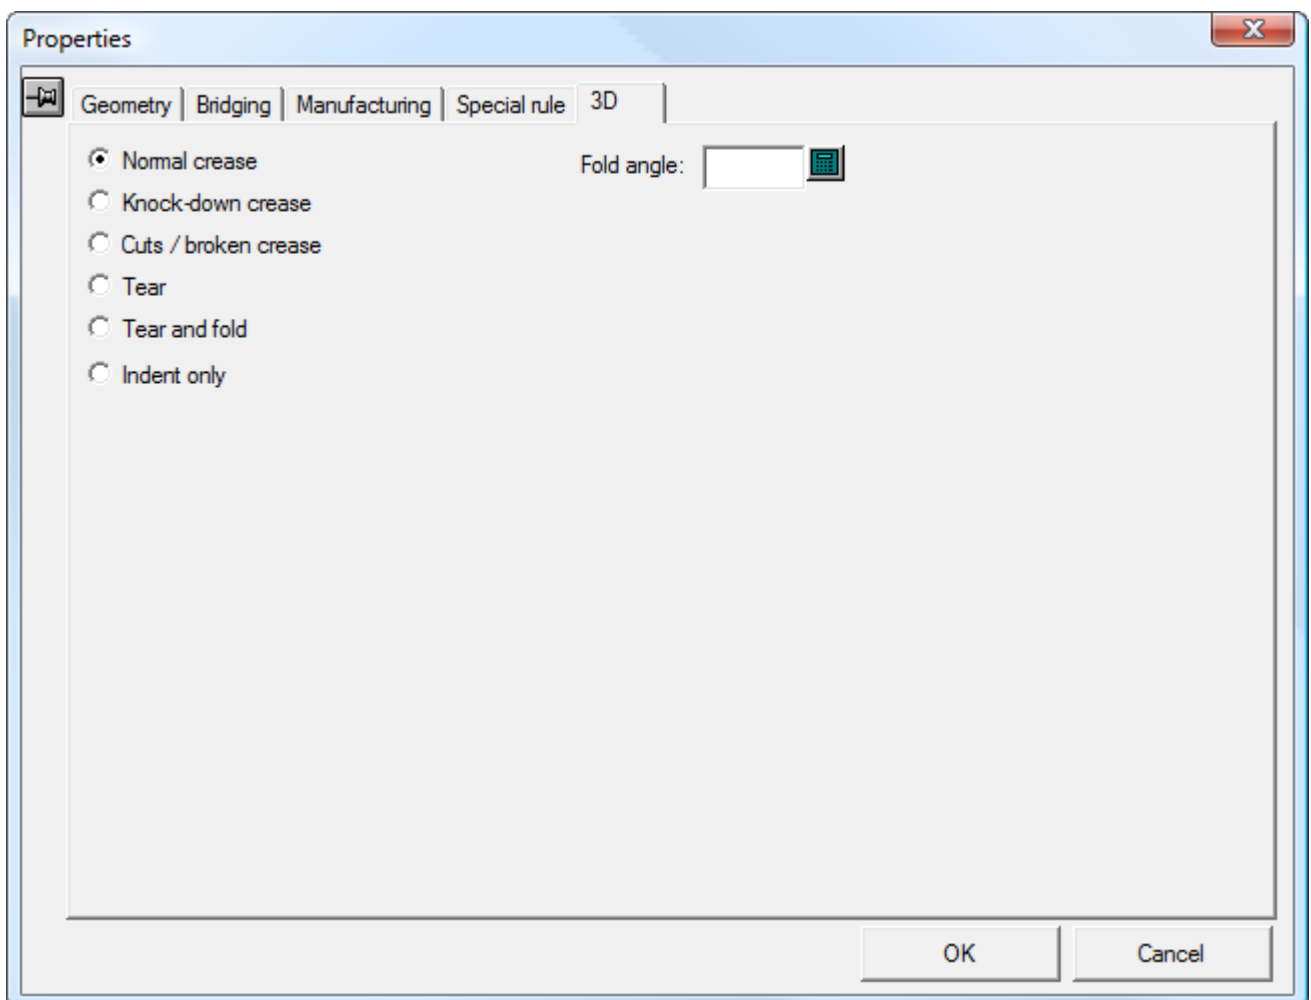 Properties
Geometry Bridging Manufacturing Special rule 3D
Normal crease Fold angle:
Knock-down crease
Cuts / broken crease
Tear
Tear and fold
Indent only
OK Cancel